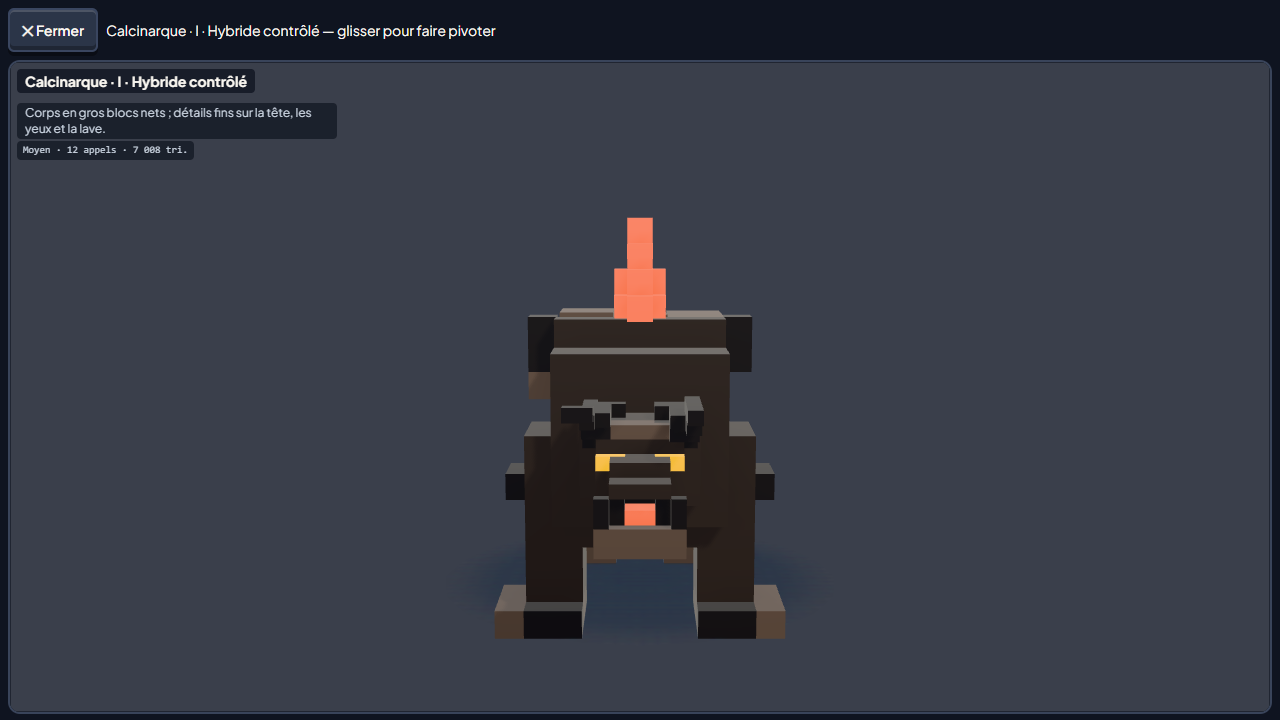 ✕ Fermer
Calcinarque · I · Hybride contrôlé — glisser pour faire pivoter
Calcinarque · I · Hybride contrôlé
Corps en gros blocs nets ; détails fins sur la tête, les
yeux et la lave.
Moyen · 12 appels · 7 008 tri.